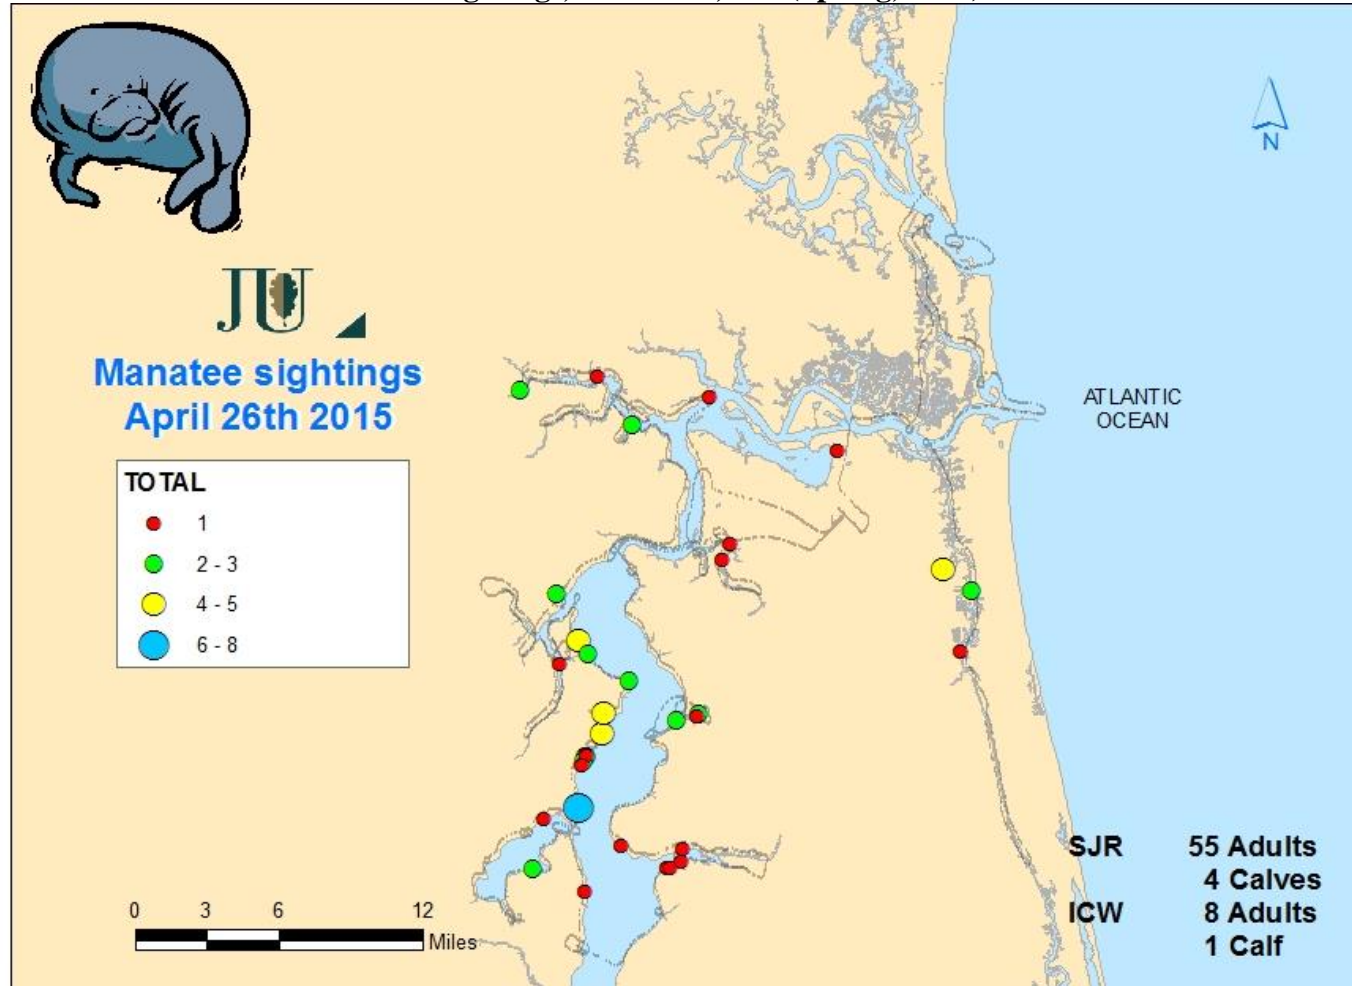 JU
Manatee sightings
April 26th 2015
TOTAL
1
2 - 3
4 - 5
6 - 8
N
ATLANTIC
OCEAN
SJR 55 Adults
4 Calves
ICW 8 Adults
1 Calf
0 3 6 12
Miles